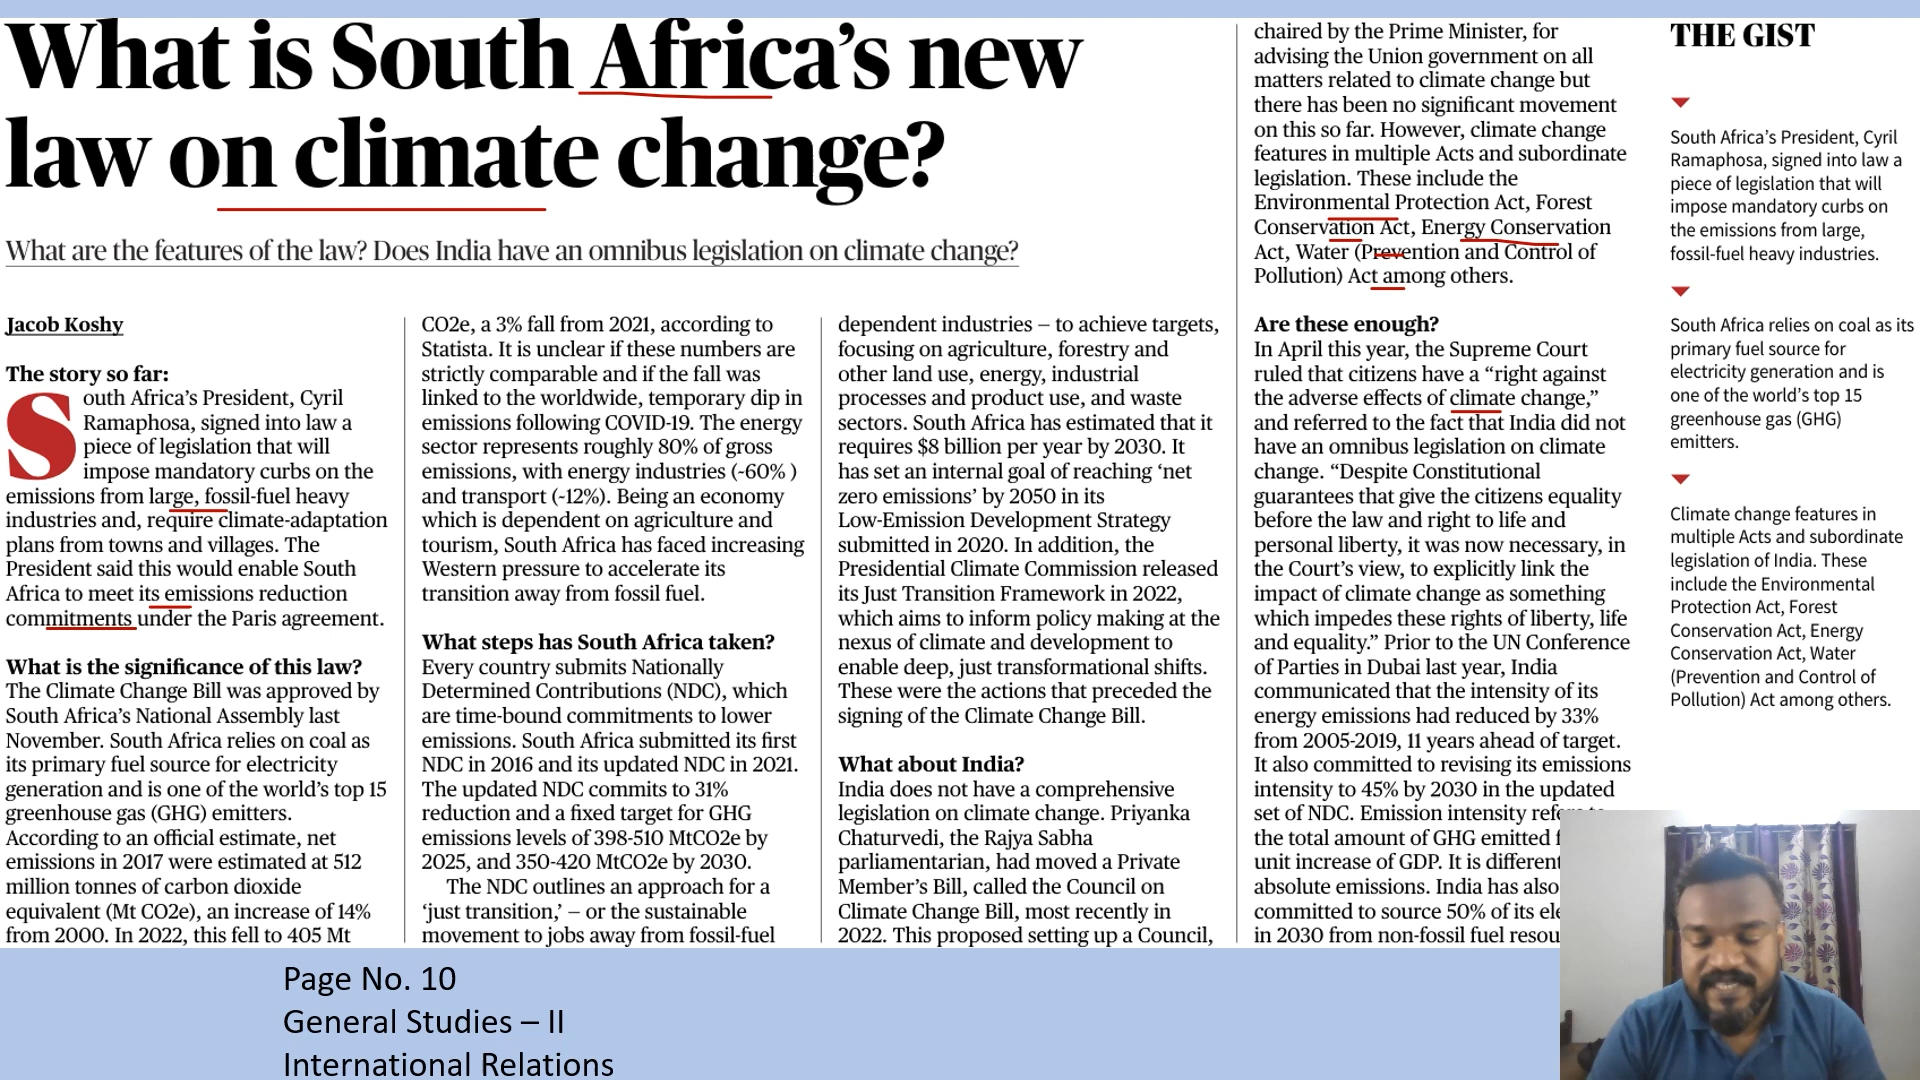 What is South Africa’s new
law on climate change?
What are the features of the law? Does India have an omnibus legislation on climate change?
Jacob Koshy
The story so far:
South Africa’s President, Cyril
Ramaphosa, signed into law a
piece of legislation that will
impose mandatory curbs on the
emissions from large, fossil-fuel heavy
industries and, require climate-adaptation
plans from towns and villages. The
President said this would enable South
Africa to meet its emissions reduction
commitments under the Paris agreement.
What is the significance of this law?
The Climate Change Bill was approved by
South Africa’s National Assembly last
November. South Africa relies on coal as
its primary fuel source for electricity
generation and is one of the world’s top 15
greenhouse gas (GHG) emitters.
According to an official estimate, net
emissions in 2017 were estimated at 512
million tonnes of carbon dioxide
equivalent (Mt CO2e), an increase of 14%
from 2000. In 2022, this fell to 405 Mt
CO2e, a 3% fall from 2021, according to
Statista. It is unclear if these numbers are
strictly comparable and if the fall was
linked to the worldwide, temporary dip in
emissions following COVID-19. The energy
sector represents roughly 80% of gross
emissions, with energy industries (~60% )
and transport (~12%). Being an economy
which is dependent on agriculture and
tourism, South Africa has faced increasing
Western pressure to accelerate its
transition away from fossil fuel.
What steps has South Africa taken?
Every country submits Nationally
Determined Contributions (NDC), which
are time-bound commitments to lower
emissions. South Africa submitted its first
NDC in 2016 and its updated NDC in 2021.
The updated NDC commits to 31%
reduction and a fixed target for GHG
emissions levels of 398-510 MtCO2e by
2025, and 350-420 MtCO2e by 2030.
The NDC outlines an approach for a
‘just transition,’ — or the sustainable
movement to jobs away from fossil-fuel
dependent industries — to achieve targets,
focusing on agriculture, forestry and
other land use, energy, industrial
processes and product use, and waste
sectors. South Africa has estimated that it
requires $8 billion per year by 2030. It
has set an internal goal of reaching ‘net
zero emissions’ by 2050 in its
Low-Emission Development Strategy
submitted in 2020. In addition, the
Presidential Climate Commission released
its Just Transition Framework in 2022,
which aims to inform policy making at the
nexus of climate and development to
enable deep, just transformational shifts.
These were the actions that preceded the
signing of the Climate Change Bill.
What about India?
India does not have a comprehensive
legislation on climate change. Priyanka
Chaturvedi, the Rajya Sabha
parliamentarian, had moved a Private
Member’s Bill, called the Council on
Climate Change Bill, most recently in
2022. This proposed setting up a Council,
chaired by the Prime Minister, for
advising the Union government on all
matters related to climate change but
there has been no significant movement
on this so far. However, climate change
features in multiple Acts and subordinate
legislation. These include the
Environmental Protection Act, Forest
Conservation Act, Energy Conservation
Act, Water (Prevention and Control of
Pollution) Act among others.
Are these enough?
In April this year, the Supreme Court
ruled that citizens have a “right against
the adverse effects of climate change,”
and referred to the fact that India did not
have an omnibus legislation on climate
change. “Despite Constitutional
guarantees that give the citizens equality
before the law and right to life and
personal liberty, it was now necessary, in
the Court’s view, to explicitly link the
impact of climate change as something
which impedes these rights of liberty, life
and equality.” Prior to the UN Conference
of Parties in Dubai last year, India
communicated that the intensity of its
energy emissions had reduced by 33%
from 2005-2019, 11 years ahead of target.
It also committed to revising its emissions
intensity to 45% by 2030 in the updated
set of NDC. Emission intensity
the total amount of GHG emitted
unit increase of GDP. It is different
absolute emissions. India has also
committed to source 50% of its
in 2030 from non-fossil fuel
THE GIST
South Africa’s President, Cyril
Ramaphosa, signed into law a
piece of legislation that will
impose mandatory curbs on
the emissions from large,
fossil-fuel heavy industries.
South Africa relies on coal as its
primary fuel source for
electricity generation and is
one of the world’s top 15
greenhouse gas (GHG)
emitters.
Climate change features in
multiple Acts and subordinate
legislation of India. These
include the Environmental
Protection Act, Forest
Conservation Act, Energy
Conservation Act, Water
(Prevention and Control of
Pollution) Act among others.
Page No. 10
General Studies – II
International Relations